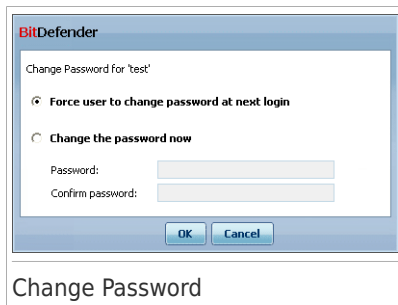 BitDefender
Change Password for 'test'
Force user to change password at next login
Change the password now
Password:
Confirm password:
OK Cancel
Change Password